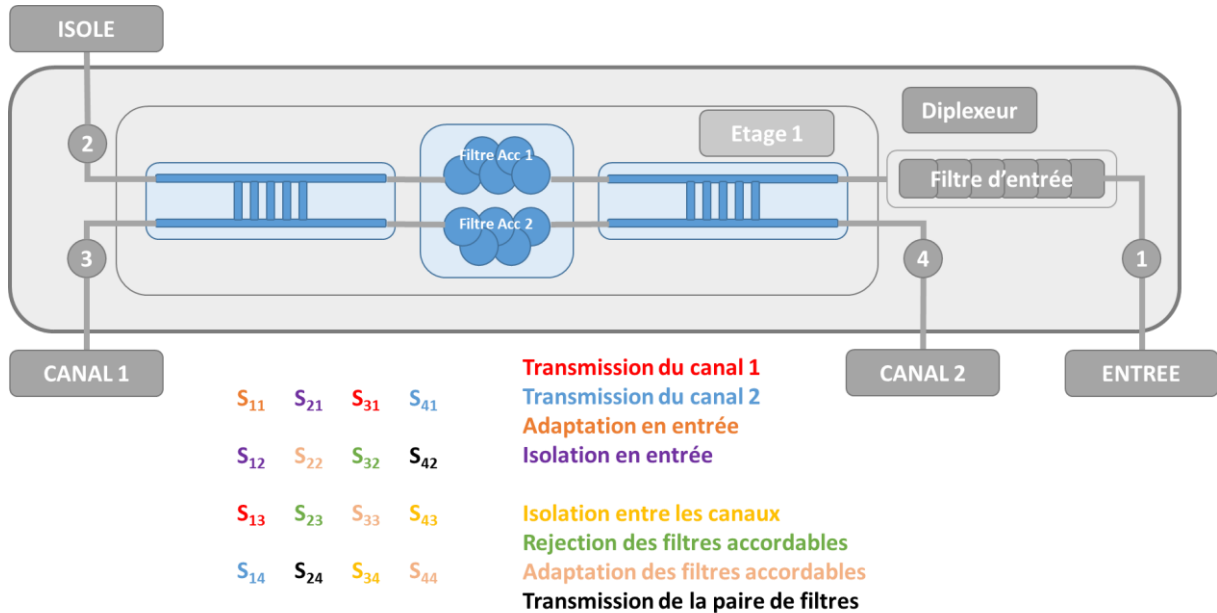 ISOLE
Diplexeur
Etage 1
2
Filtre Acc 1
Filtre d'entrée
Filtre Acc 2
3
4
1
CANAL 1
CANAL 2
ENTREE
S11 S21 S31 S41
S12 S22 S32 S42
S13 S23 S33 S43
S14 S24 S34 S44
Transmission du canal 1
Transmission du canal 2
Adaptation en entrée
Isolation en entrée
Isolation entre les canaux
Rejection des filtres accordables
Adaptation des filtres accordables
Transmission de la paire de filtres